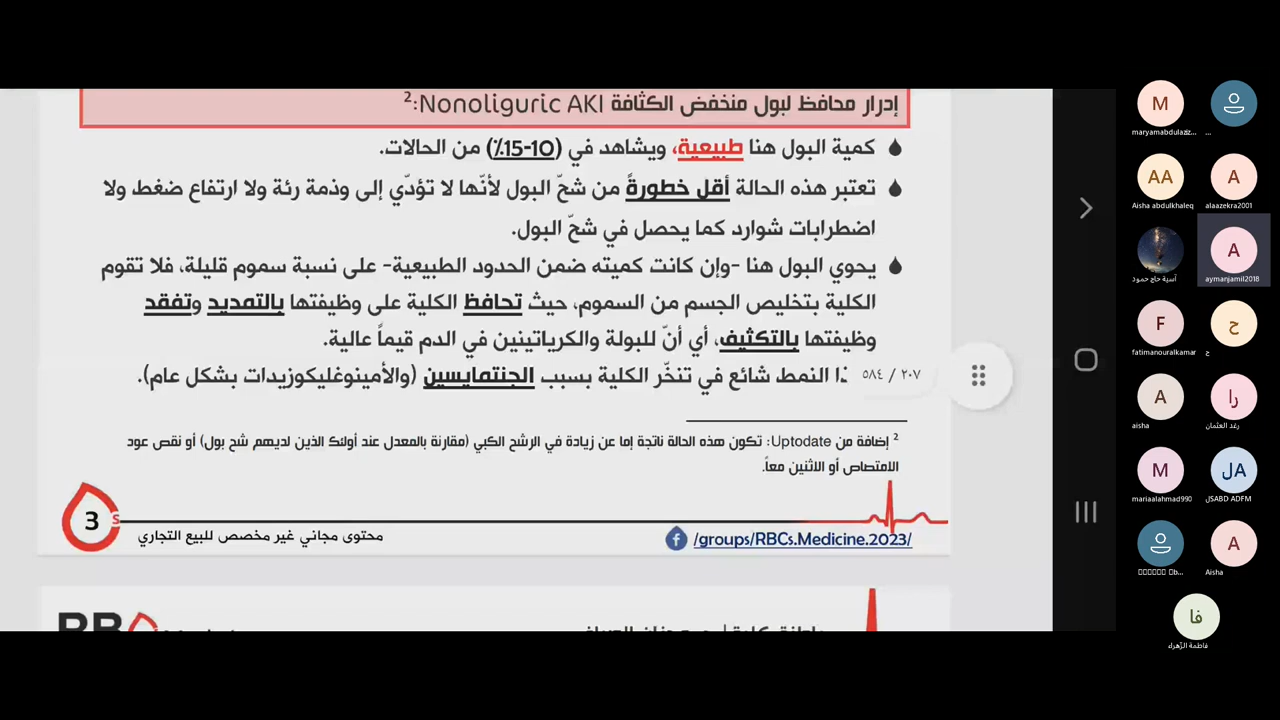 إدرار محافظ لبول منخفض الكثافة Nonoliguric AKI:²
كمية البول هنا طبيعية، ويشاهد في (10-15٪) من الحالات.
تعتبر هذه الحالة أقل خطورةً من شحّ البول لأنّها لا تؤدّي إلى وذمة رئة ولا ارتفاع ضغط ولا
اضطرابات شوارد كما يحصل في شحّ البول.
يحوي البول هنا -وإن كانت كميته ضمن الحدود الطبيعية- على نسبة سموم قليلة، فلا تقوم
الكلية بتخليص الجسم من السموم، حيث تحافظ الكلية على وظيفتها بالتمديد وتفقد
وظيفتها بالتكثيف، أي أنّ للبولة والكرياتينين في الدم قيماً عالية.
النمط شائع في تنخّر الكلية بسبب الجنتمايسين (والأمينوغليكوزيدات بشكل عام).
٢٠٧ / ٥٨٤
² إضافة من Uptodate: تكون هذه الحالة ناتجة إما عن زيادة في الرشح الكبي (مقارنة بالمعدل عند أولئك الذين لديهم شح بول) أو نقص عود
الامتصاص أو الاثنين معاً.
3
محتوى مجاني غير مخصص للبيع التجاري
/groups/RBCs.Medicine.2023/
M
maryamabdulaziz...
...
AA
Aisha abdulkhaleq
A
alaazekra2001
آسية حاج حمود
A
aymanjamil2018
F
fatimanouralkamar
ح
ح
A
aisha
را
رغد العثمان
M
mariaalahmad990
JA
JSABD ADFM
A
Aisha
فا
فاطمة الزهراء